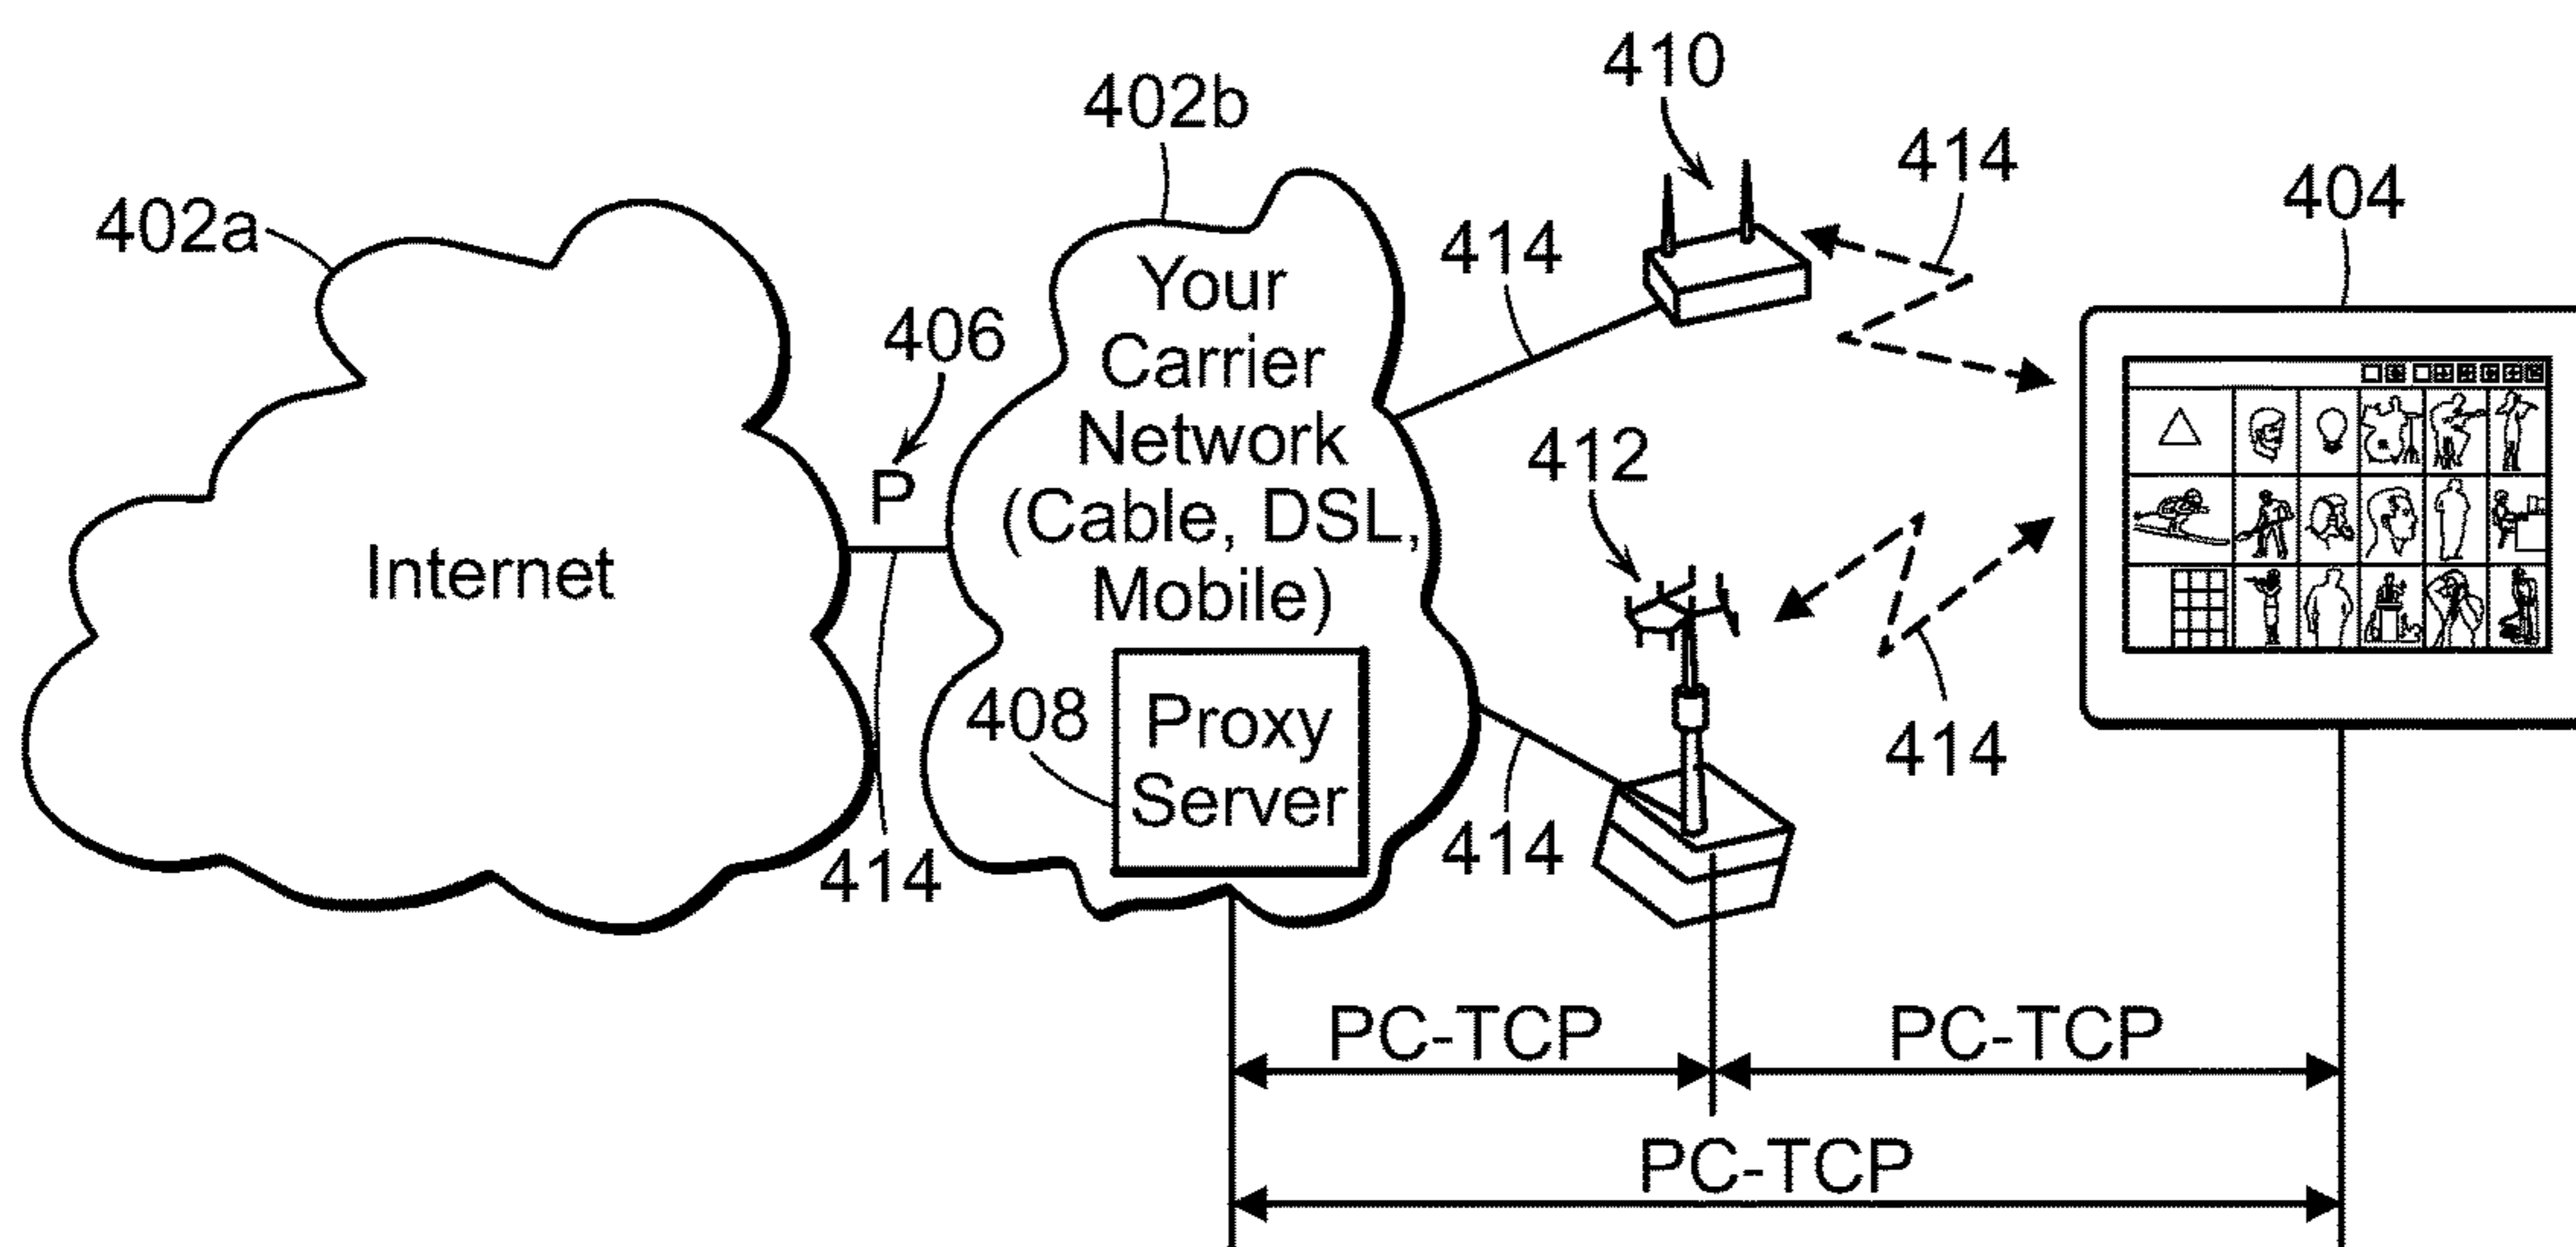 410
402b
414
404
402a
414
406
Your
Carrier
Network
(Cable, DSL,
Mobile)
P
412
Internet
408
Proxy
Server
414
414
414
PC-TCP
PC-TCP
PC-TCP